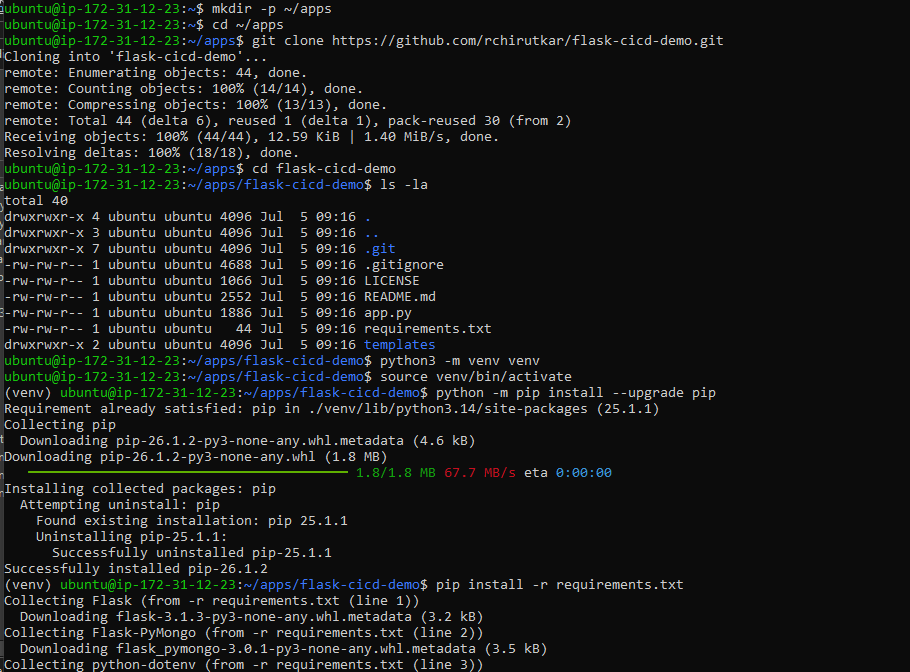 ubuntu@ip-172-31-12-23:~$ mkdir -p ~/apps
ubuntu@ip-172-31-12-23:~$ cd ~/apps
ubuntu@ip-172-31-12-23:~/apps$ git clone https://github.com/rchirutkar/flask-cicd-demo.git
Cloning into 'flask-cicd-demo'...
remote: Enumerating objects: 44, done.
remote: Counting objects: 100% (14/14), done.
remote: Compressing objects: 100% (13/13), done.
remote: Total 44 (delta 6), reused 1 (delta 1), pack-reused 30 (from 2)
Receiving objects: 100% (44/44), 12.59 KiB | 1.40 MiB/s, done.
Resolving deltas: 100% (18/18), done.
ubuntu@ip-172-31-12-23:~/apps$ cd flask-cicd-demo
ubuntu@ip-172-31-12-23:~/apps/flask-cicd-demo$ ls -la
total 40
drwxrwxr-x 4 ubuntu ubuntu 4096 Jul  5 09:16 .
drwxrwxr-x 3 ubuntu ubuntu 4096 Jul  5 09:16 ..
drwxrwxr-x 7 ubuntu ubuntu 4096 Jul  5 09:16 .git
-rw-rw-r-- 1 ubuntu ubuntu 4688 Jul  5 09:16 .gitignore
-rw-rw-r-- 1 ubuntu ubuntu 1066 Jul  5 09:16 LICENSE
-rw-rw-r-- 1 ubuntu ubuntu 2552 Jul  5 09:16 README.md
-rw-rw-r-- 1 ubuntu ubuntu 1886 Jul  5 09:16 app.py
-rw-rw-r-- 1 ubuntu ubuntu   44 Jul  5 09:16 requirements.txt
drwxrwxr-x 2 ubuntu ubuntu 4096 Jul  5 09:16 templates
ubuntu@ip-172-31-12-23:~/apps/flask-cicd-demo$ python3 -m venv venv
ubuntu@ip-172-31-12-23:~/apps/flask-cicd-demo$ source venv/bin/activate
(venv) ubuntu@ip-172-31-12-23:~/apps/flask-cicd-demo$ python -m pip install --upgrade pip
Requirement already satisfied: pip in ./venv/lib/python3.14/site-packages (25.1.1)
Collecting pip
  Downloading pip-26.1.2-py3-none-any.whl.metadata (4.6 kB)
Downloading pip-26.1.2-py3-none-any.whl (1.8 MB)
1.8/1.8 MB 67.7 MB/s eta 0:00:00
Installing collected packages: pip
  Attempting uninstall: pip
    Found existing installation: pip 25.1.1
    Uninstalling pip-25.1.1:
      Successfully uninstalled pip-25.1.1
Successfully installed pip-26.1.2
(venv) ubuntu@ip-172-31-12-23:~/apps/flask-cicd-demo$ pip install -r requirements.txt
Collecting Flask (from -r requirements.txt (line 1))
  Downloading flask-3.1.3-py3-none-any.whl.metadata (3.2 kB)
Collecting Flask-PyMongo (from -r requirements.txt (line 2))
  Downloading flask_pymongo-3.0.1-py3-none-any.whl.metadata (3.5 kB)
Collecting python-dotenv (from -r requirements.txt (line 3))